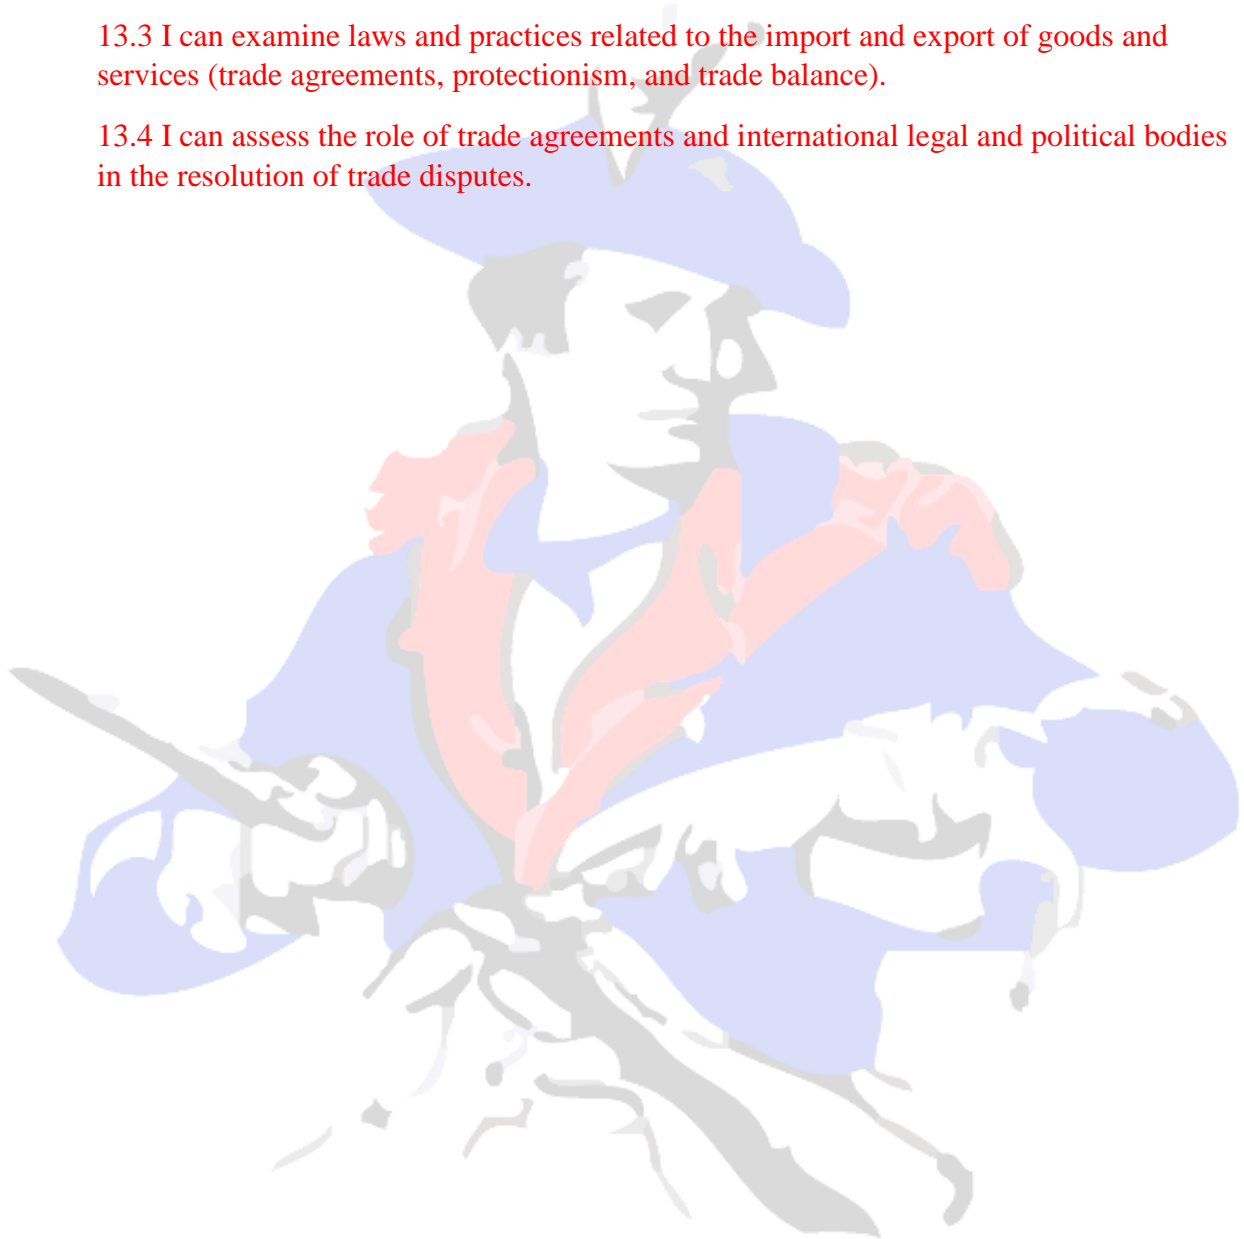 13.3 I can examine laws and practices related to the import and export of goods and
services (trade agreements, protectionism, and trade balance).
13.4 I can assess the role of trade agreements and international legal and political bodies
in the resolution of trade disputes.